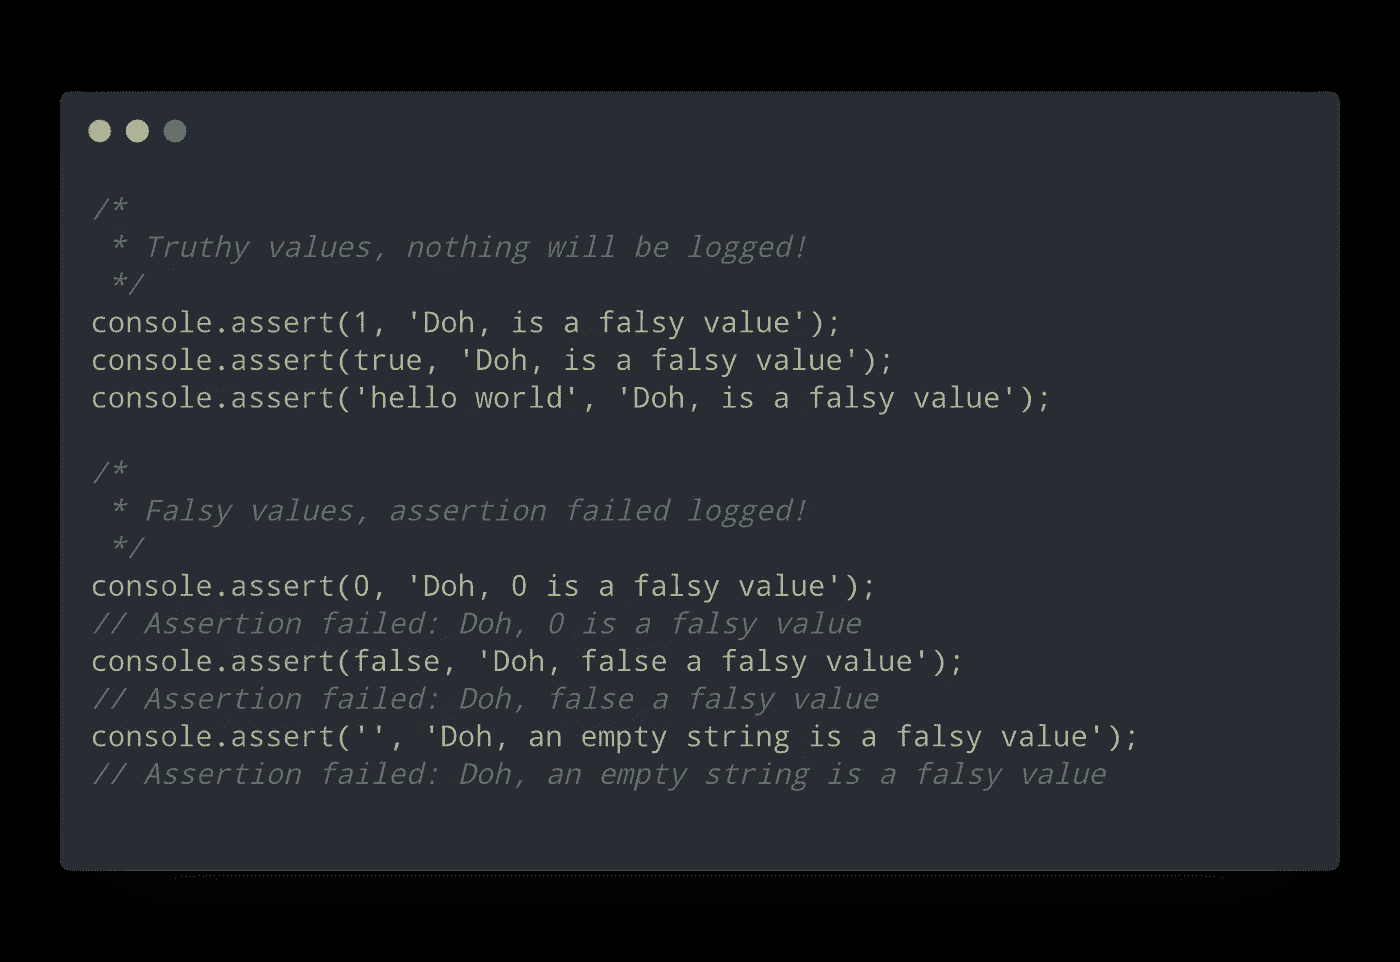 /*
 * Truthy values, nothing will be logged!
 */
console.assert(1, 'Doh, is a falsy value');
console.assert(true, 'Doh, is a falsy value');
console.assert('hello world', 'Doh, is a falsy value');

/*
 * Falsy values, assertion failed logged!
 */
console.assert(0, 'Doh, 0 is a falsy value');
// Assertion failed: Doh, 0 is a falsy value
console.assert(false, 'Doh, false a falsy value');
// Assertion failed: Doh, false a falsy value
console.assert('', 'Doh, an empty string is a falsy value');
// Assertion failed: Doh, an empty string is a falsy value